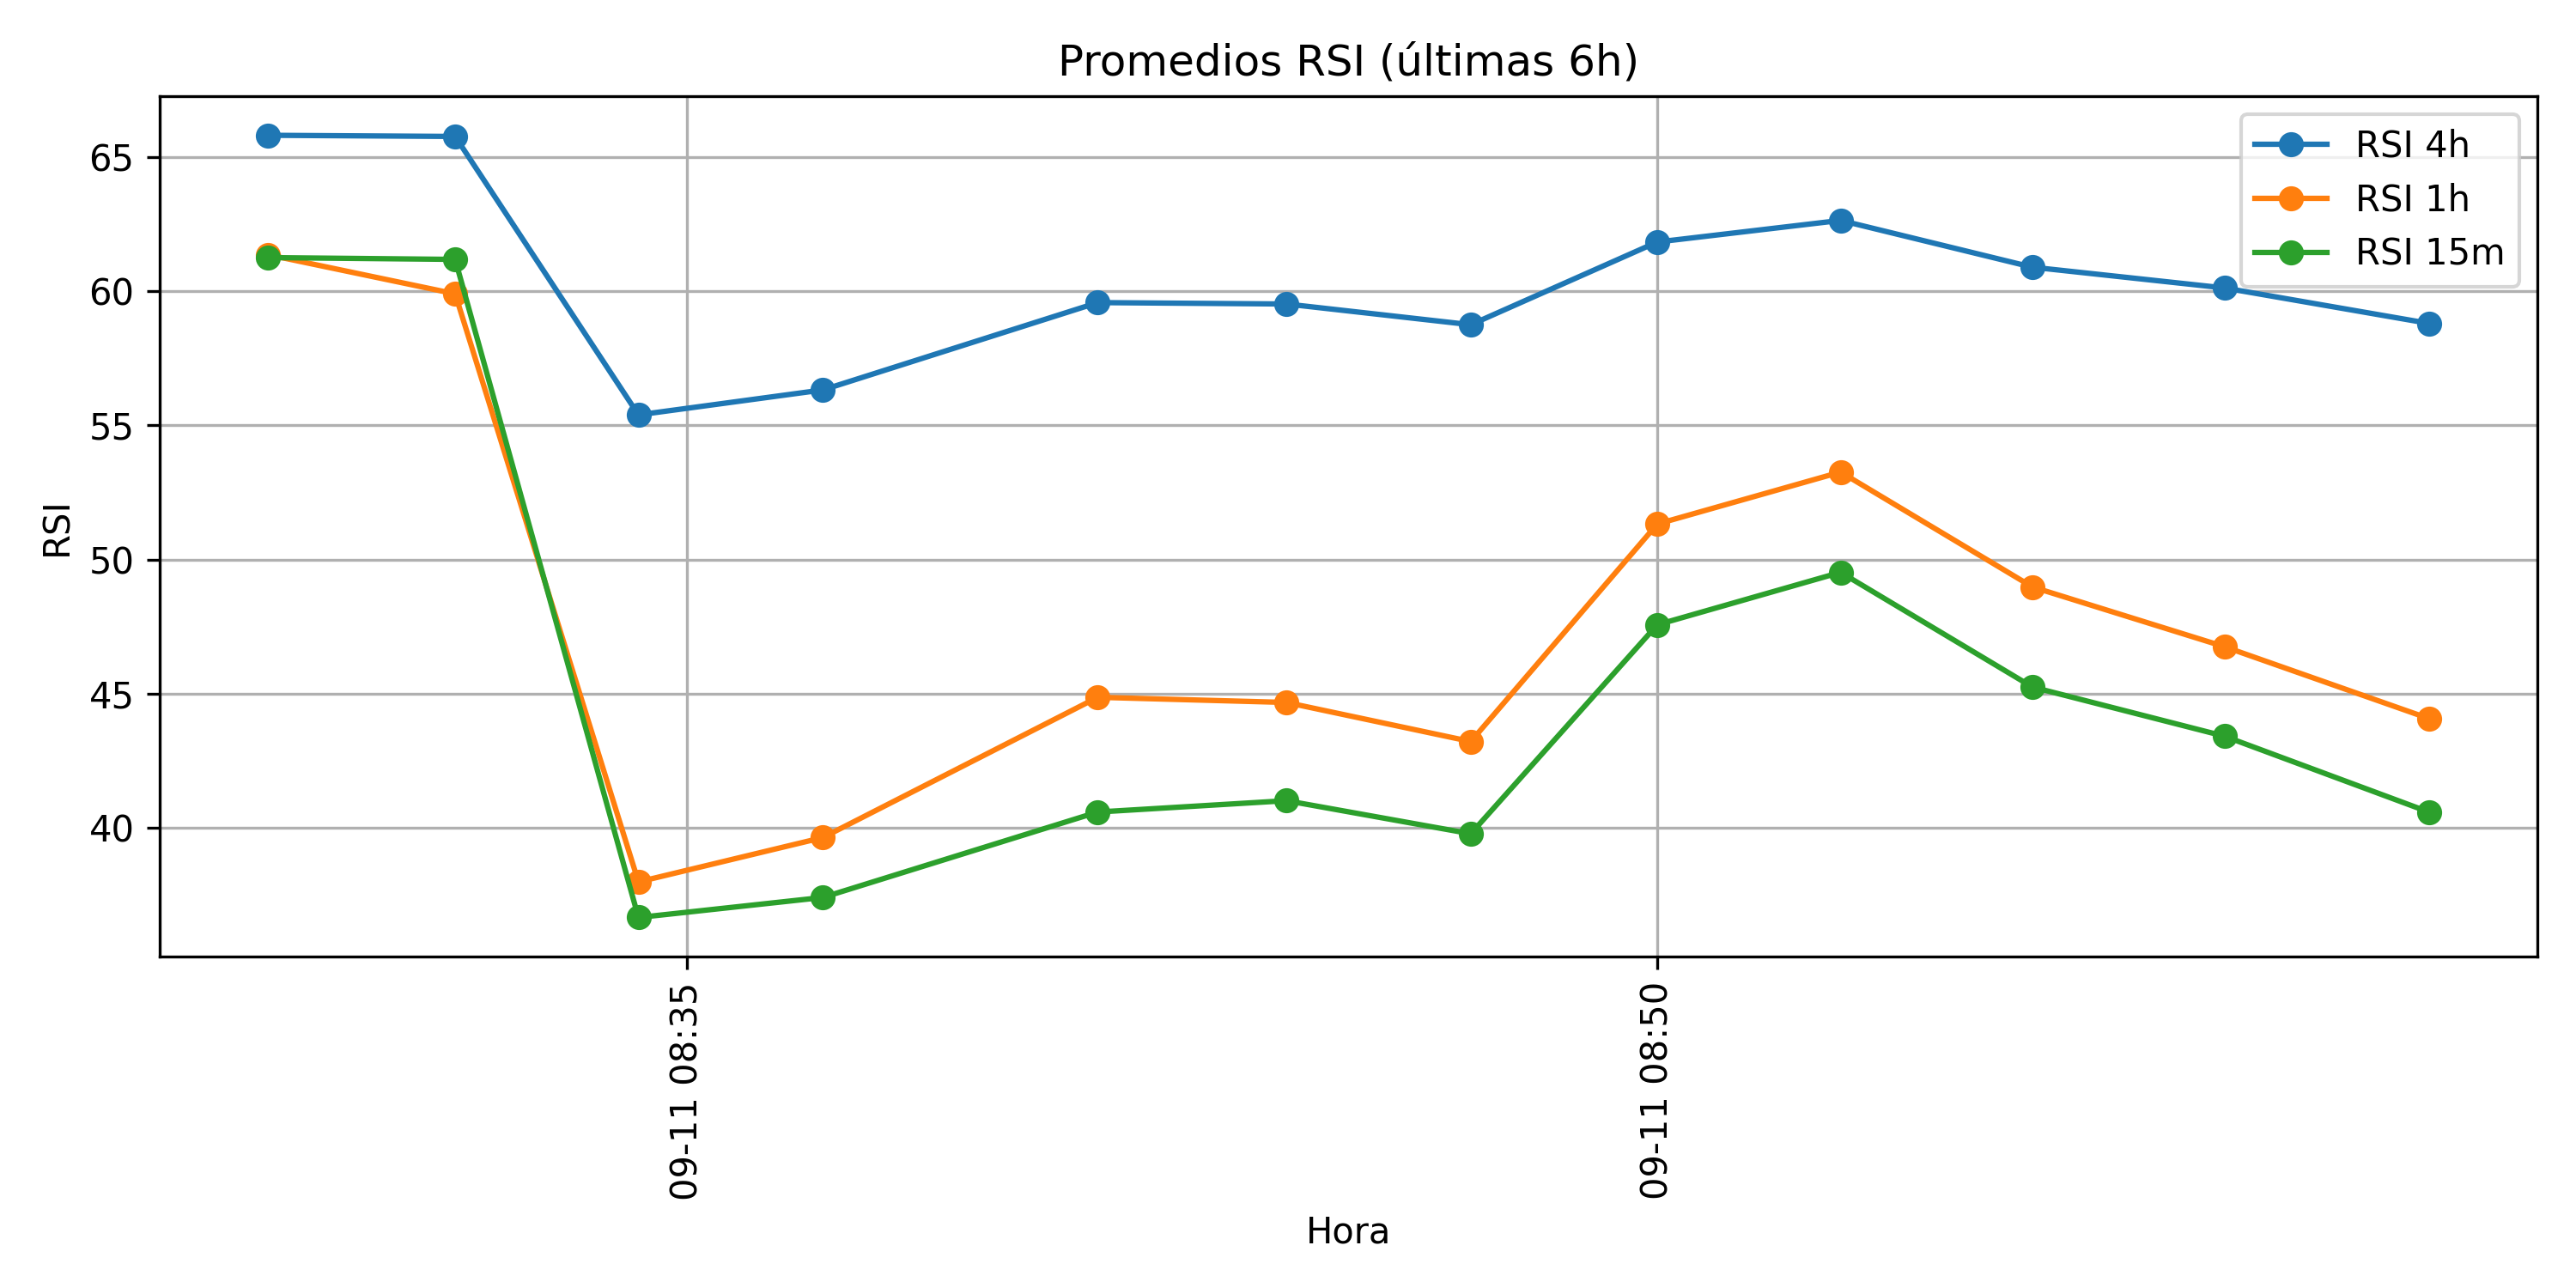 Promedios RSI (últimas 6h)
RSI 4h
RSI 1h
RSI 15m
RSI
65
60
55
50
45
40
09-11 08:35
09-11 08:50
Hora